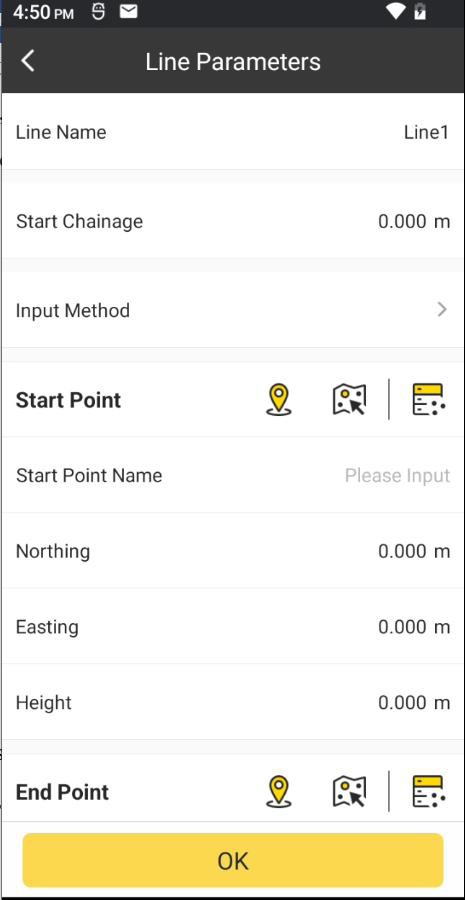 4:50 PM
Line Parameters
Line Name Line1
Start Chainage 0.000 m
Input Method
Start Point
Start Point Name Please Input
Northing 0.000 m
Easting 0.000 m
Height 0.000 m
End Point
OK